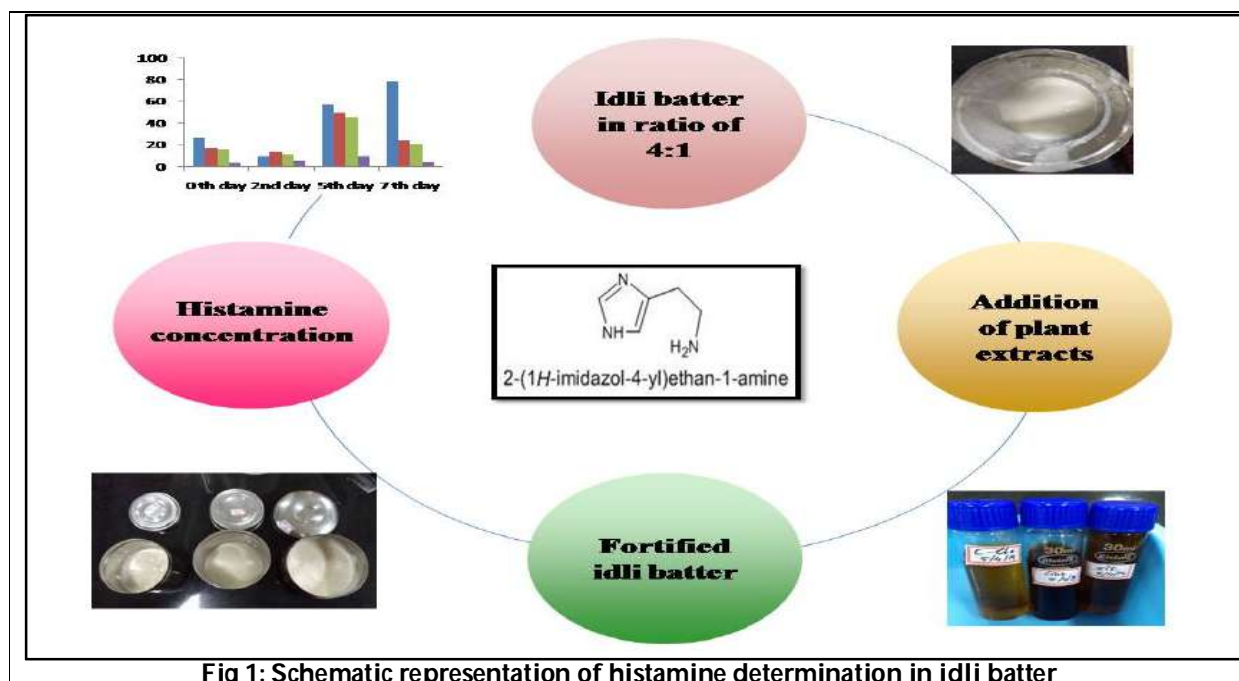 100
80
60
40
20
0
0th day 2nd day 5th day 7th day
Idli batter
in ratio of
4:1
Histamine
concentration
N
NH
H₂N
2-(1H-imidazol-4-yl)ethan-1-amine
Addition
of plant
extracts
Fortified
idli batter
30ml
30ml
Fig 1: Schematic representation of histamine determination in idli batter